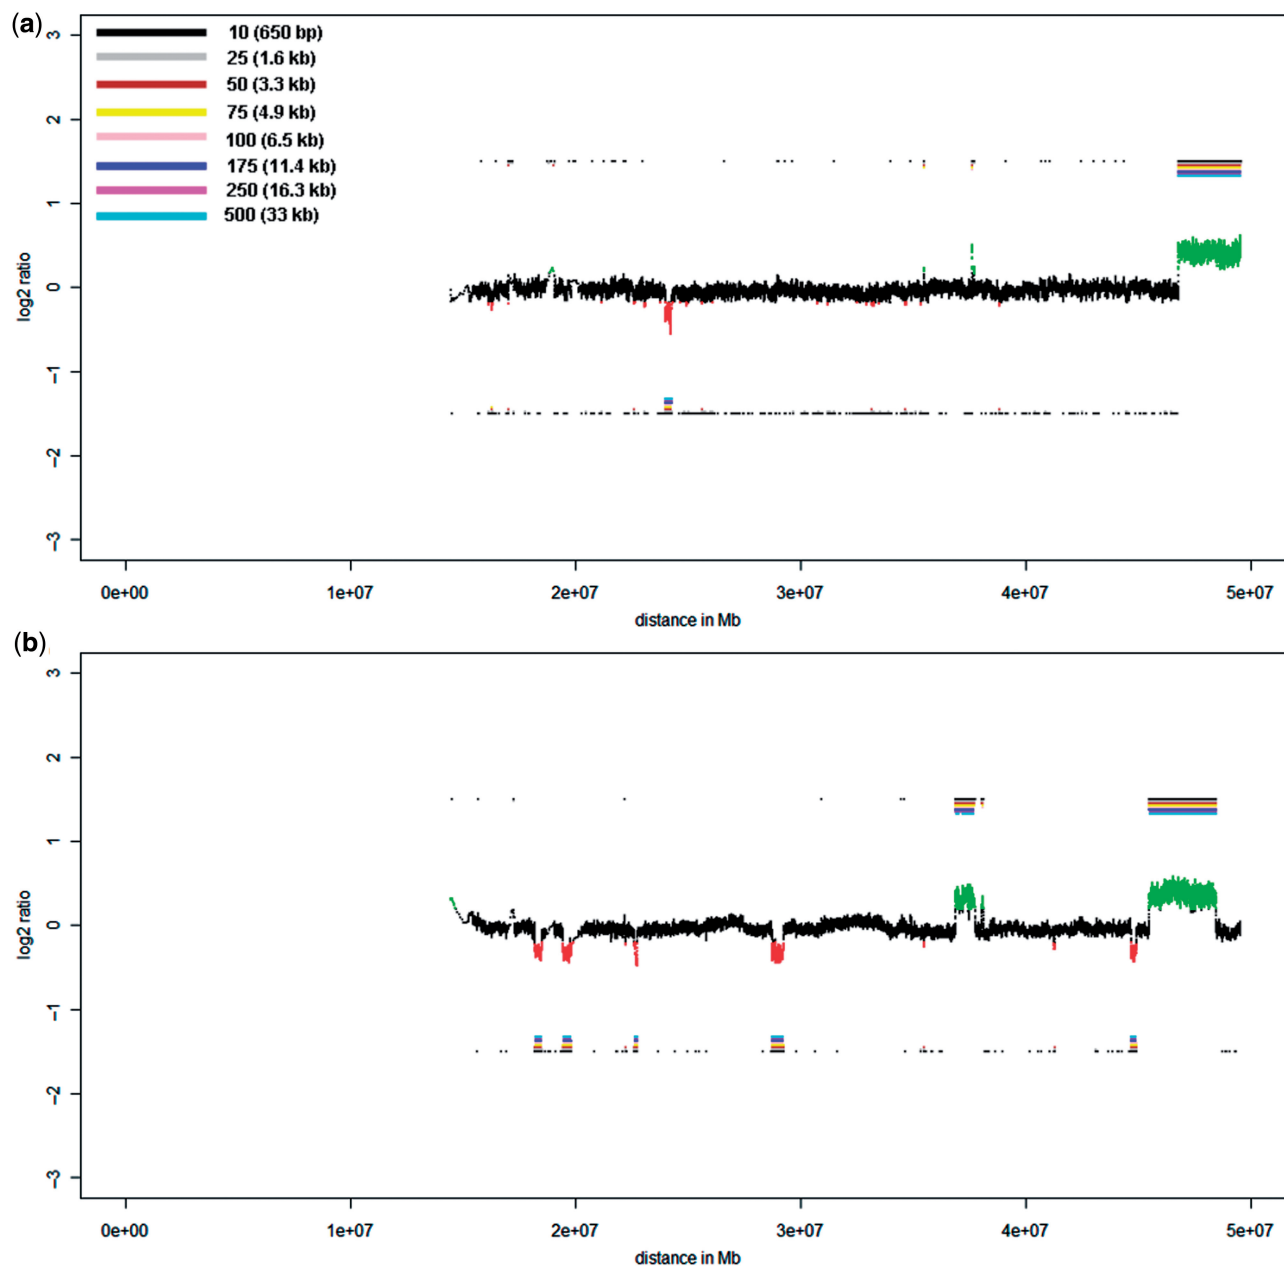 (a)
3
2
1
0
−1
−2
−3
log2 ratio
10 (650 bp)
25 (1.6 kb)
50 (3.3 kb)
75 (4.9 kb)
100 (6.5 kb)
175 (11.4 kb)
250 (16.3 kb)
500 (33 kb)
0e+00 1e+07 2e+07 3e+07 4e+07 5e+07
distance in Mb
(b)
3
2
1
0
−1
−2
−3
log2 ratio
0e+00 1e+07 2e+07 3e+07 4e+07 5e+07
distance in Mb